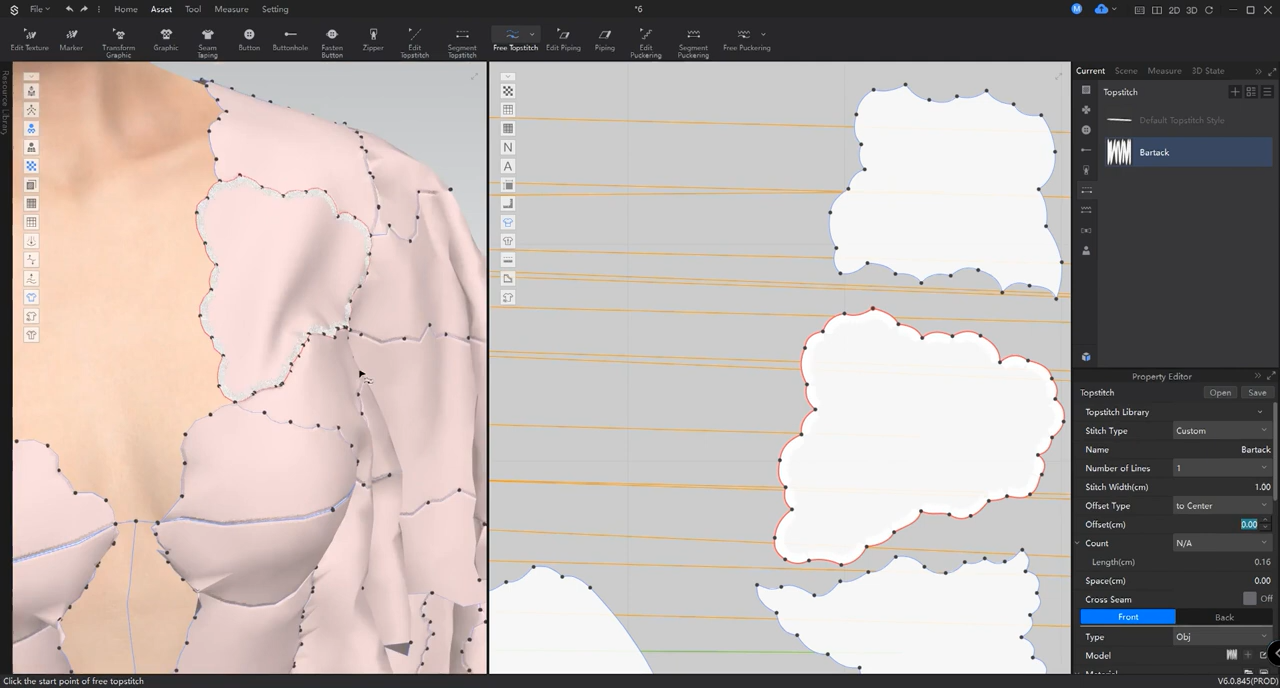 File
Home Asset Tool Measure Setting
*6
M
2D 3D
Edit Texture Marker Transform Graphic Graphic Seam Taping Button Buttonhole Fasten Button Zipper Edit Topstitch Segment Topstitch Free Topstitch Edit Piping Piping Edit Puckering Segment Puckering Free Puckering
Resource Library
N
A
Current Scene Measure 3D State
Topstitch
Default Topstitch Style
Bartack
Property Editor
Topstitch Open Save
Topstitch Library
Stitch Type Custom
Name Bartack
Number of Lines 1
Stitch Width(cm) 1.00
Offset Type to Center
Offset(cm) 0.00
Count N/A
Length(cm) 0.16
Space(cm) 0.00
Cross Seam Off
Front Back
Type Obj
Model
Click the start point of free topstitch
V6.0.845(PROD)